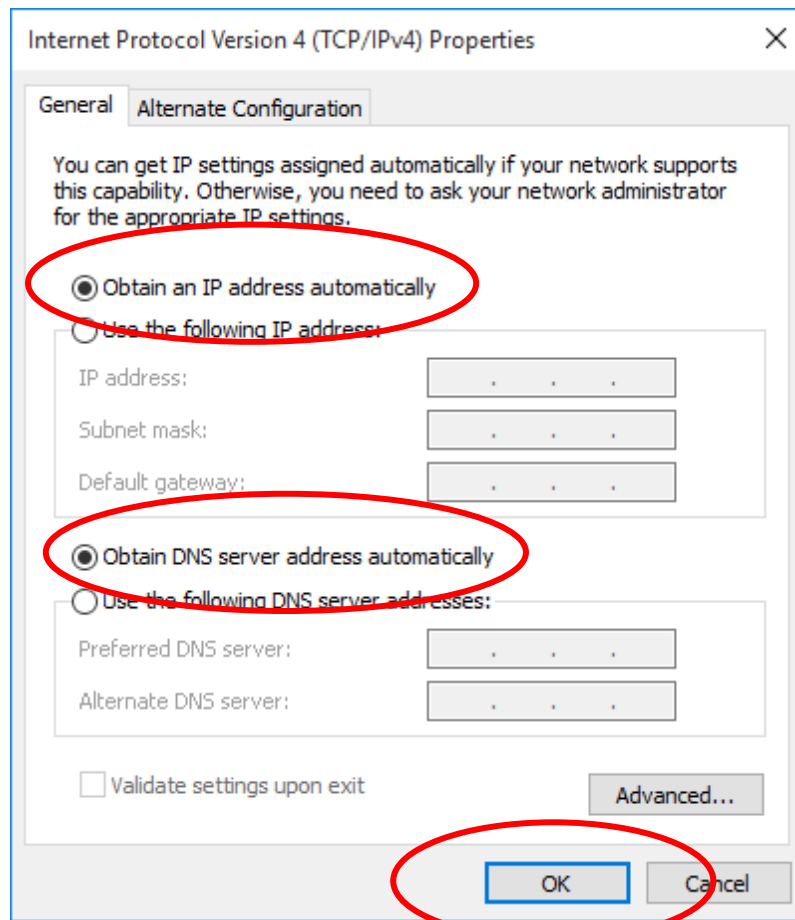 Internet Protocol Version 4 (TCP/IPv4) Properties
General Alternate Configuration
You can get IP settings assigned automatically if your network supports
this capability. Otherwise, you need to ask your network administrator
for the appropriate IP settings.
Obtain an IP address automatically
Use the following IP address:
IP address:
Subnet mask:
Default gateway:
Obtain DNS server address automatically
Use the following DNS server addresses:
Preferred DNS server:
Alternate DNS server:
Validate settings upon exit
Advanced...
OK Cancel